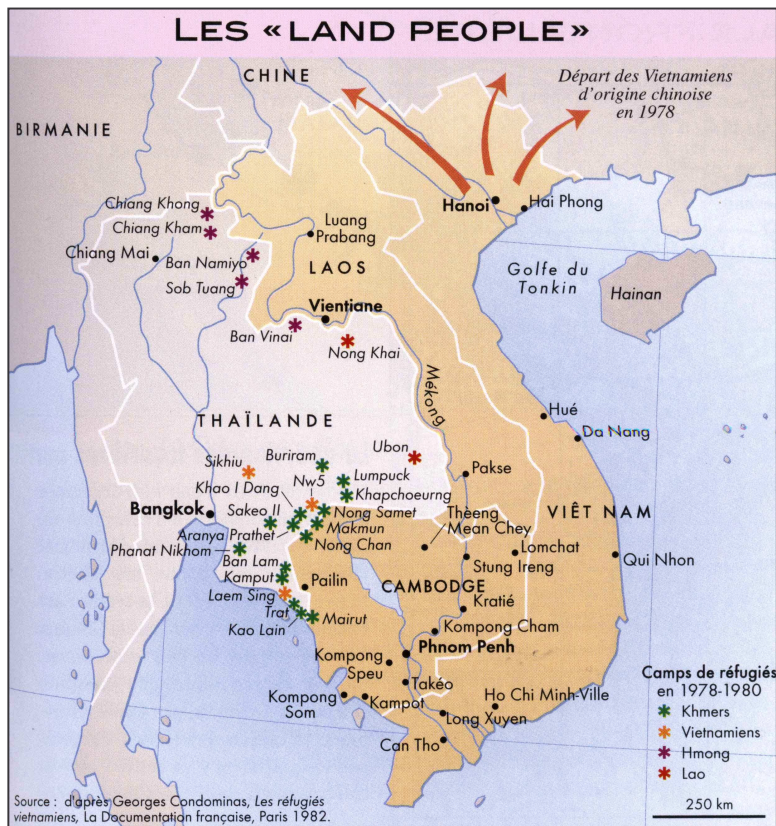 LES «LAND PEOPLE»
CHINE
Départ des Vietnamiens
d'origine chinoise
en 1978
BIRMANIE
Chiang Khong
Chiang Kham
Chiang Mai
Ban Namiyo
Sob Tuang
Luang
Prabang
LAOS
Hanoi
Hai Phong
Golfe du
Tonkin
Hainan
Vientiane
Ban Vinai
Nong Khai
Mékong
THAÏLANDE
Hué
Da Nang
Ubon
Pakse
Sikhiu
Buriram
Nw5
Lumpuck
Khapchoeurng
Khao I Dang
Sakeo II
Bangkok
Aranya
Prathet
Nong Samet
Makmun
Nong Chan
Phanat Nikhom
Thèeng
Mean Chey
VIÊT NAM
Lomchat
Stung Ireng
Qui Nhon
Ban Lam
Kamput
Pailin
CAMBODGE
Laem Sing
Trat
Kao Lain
Mairut
Kratié
Kompong Cham
Kompong
Speu
Phnom Penh
Takéo
Kompong
Som
Kampot
Ho Chi Minh-Ville
Long Xuyen
Can Tho
Camps de réfugiés
en 1978-1980
Khmers
Vietnamiens
Hmong
Lao
250 km
Source : d'après Georges Condominas, Les réfugiés
vietnamiens, La Documentation française, Paris 1982.